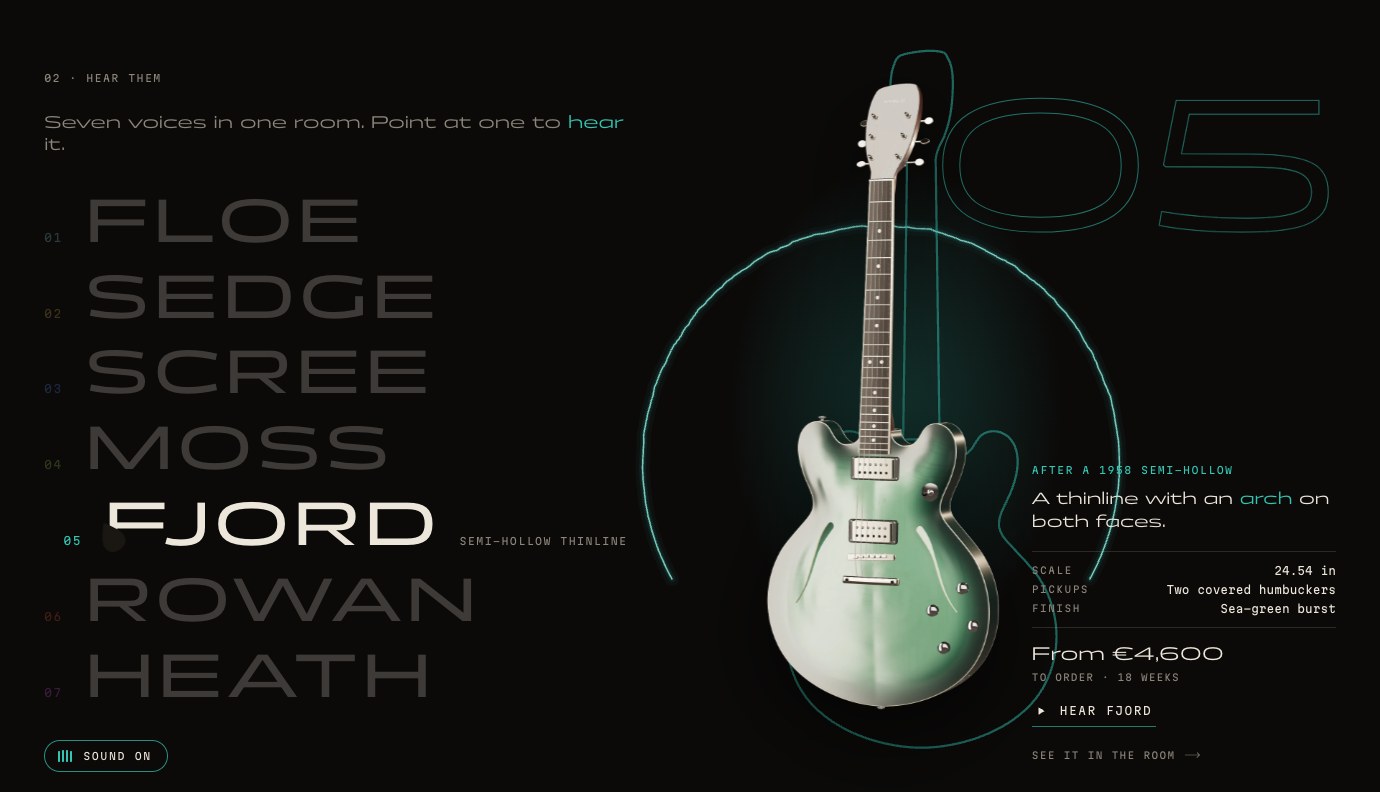 02 · HEAR THEM
Seven voices in one room. Point at one to hear
it.
01 FLOE
02 SEDGE
03 SCREE
04 MOSS
05 FJORD SEMI-HOLLOW THINLINE
06 ROWAN
07 HEATH
SOUND ON
05
AFTER A 1958 SEMI-HOLLOW
A thinline with an arch on
both faces.
SCALE 24.54 in
PICKUPS Two covered humbuckers
FINISH Sea-green burst
From €4,600
TO ORDER · 18 WEEKS
HEAR FJORD
SEE IT IN THE ROOM →